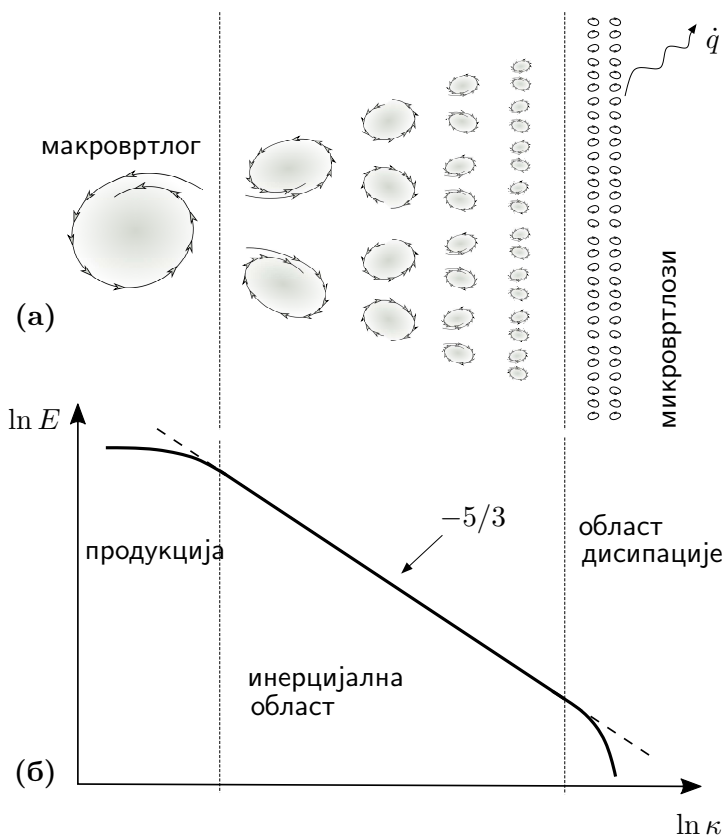 q̇
макровртлог
микровртлози
(а)
ln E
−5/3
област
дисипације
продукција
инерцијална
област
(б)
ln κ